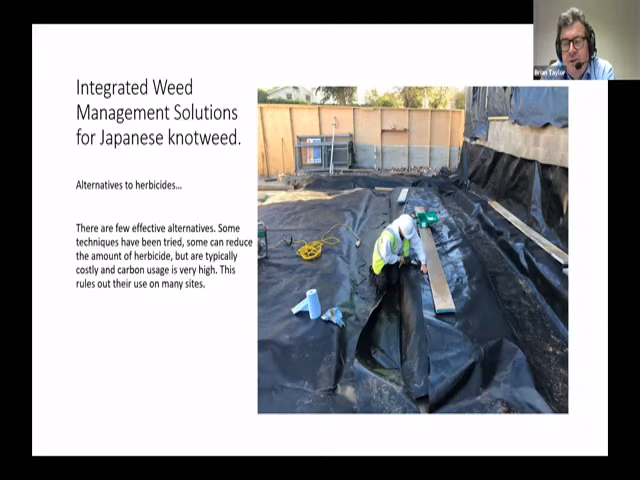 Brian Taylor
Integrated Weed
Management Solutions
for Japanese knotweed.
Alternatives to herbicides...
There are few effective alternatives. Some
techniques have been tried, some can reduce
the amount of herbicide, but are typically
costly and carbon usage is very high. This
rules out their use on many sites.